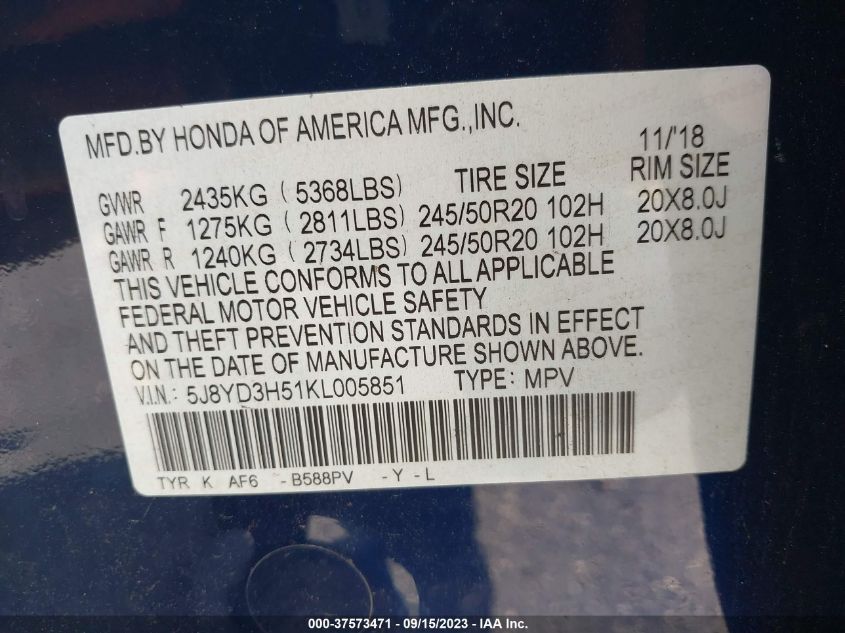 MFD.BY HONDA OF AMERICA MFG.,INC.
11/'18
GVWR 2435KG ( 5368LBS) TIRE SIZE RIM SIZE
GAWR F 1275KG ( 2811LBS) 245/50R20 102H 20X8.0J
GAWR R 1240KG ( 2734LBS) 245/50R20 102H 20X8.0J
THIS VEHICLE CONFORMS TO ALL APPLICABLE
FEDERAL MOTOR VEHICLE SAFETY
AND THEFT PREVENTION STANDARDS IN EFFECT
ON THE DATE OF MANUFACTURE SHOWN ABOVE.
V.I.N.: 5J8YD3H51KL005851 TYPE: MPV
TYR K AF6 -B588PV -Y -L
000-37573471 - 09/15/2023 - IAA Inc.